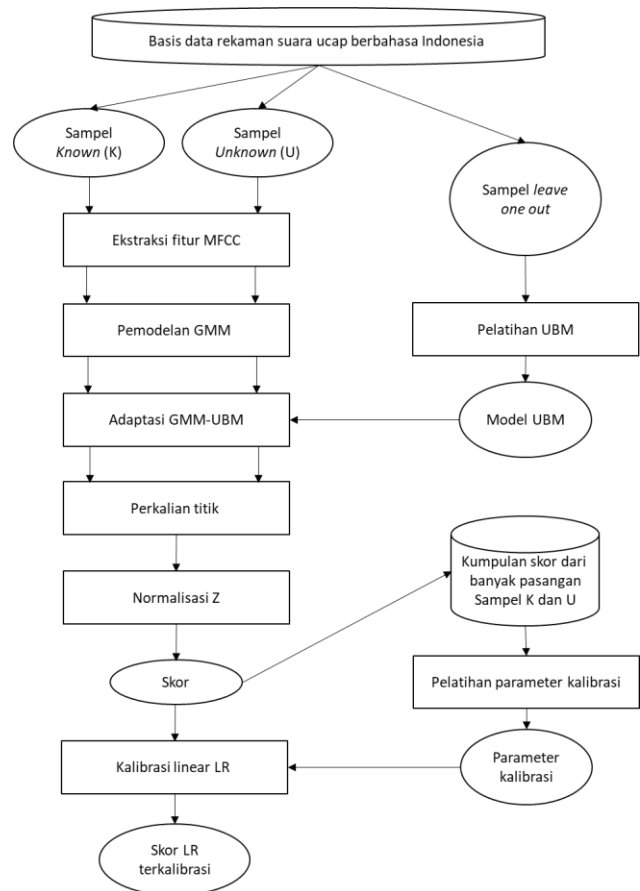 Basis data rekaman suara ucap berbahasa Indonesia
Sampel
Known (K)
Sampel
Unknown (U)
Sampel leave
one out
Ekstraksi fitur MFCC
Pemodelan GMM
Pelatihan UBM
Adaptasi GMM-UBM
Model UBM
Perkalian titik
Normalisasi Z
Kumpulan skor dari
banyak pasangan
Sampel K dan U
Skor
Pelatihan parameter kalibrasi
Kalibrasi linear LR
Parameter
kalibrasi
Skor LR
terkalibrasi